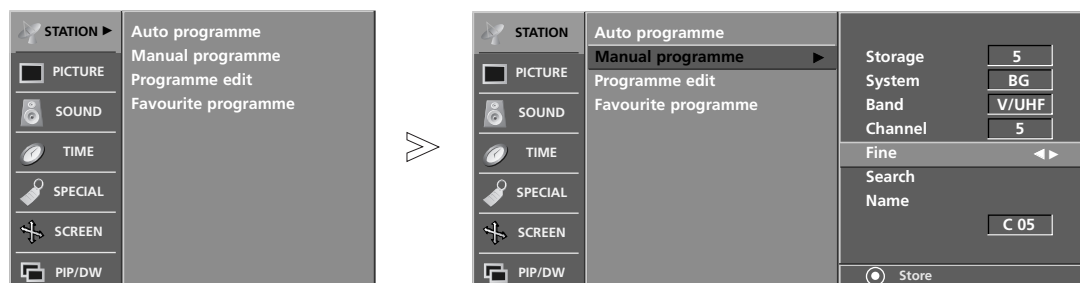 STATION ►
PICTURE
SOUND
TIME
SPECIAL
SCREEN
PIP/DW
Auto programme
Manual programme
Programme edit
Favourite programme
STATION
PICTURE
SOUND
TIME
SPECIAL
SCREEN
PIP/DW
Auto programme
Manual programme ►
Programme edit
Favourite programme
Storage 5
System BG
Band V/UHF
Channel 5
Fine ◄►
Search
Name
C 05
Store